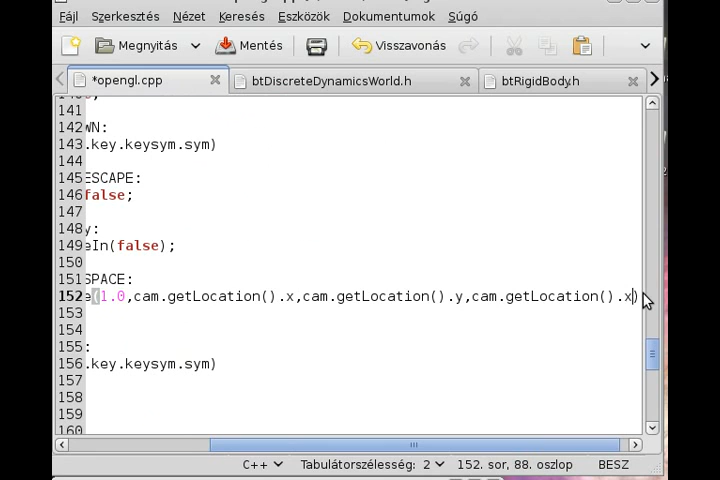 Fájl Szerkesztés Nézet Keresés Eszközök Dokumentumok Súgó
Megnyitás Mentés Visszavonás
*opengl.cpp btDiscreteDynamicsWorld.h btRigidBody.h
141
142 WN:
143 .key.keysym.sym)
144
145 ESCAPE:
146 false;
147
148 y:
149 eIn(false);
150
151 SPACE:
152 e(1.0,cam.getLocation().x,cam.getLocation().y,cam.getLocation().x)
153
154
155 :
156 .key.keysym.sym)
157
158
159
160
C++ Tabulátorszélesség: 2 152. sor, 88. oszlop BESZ